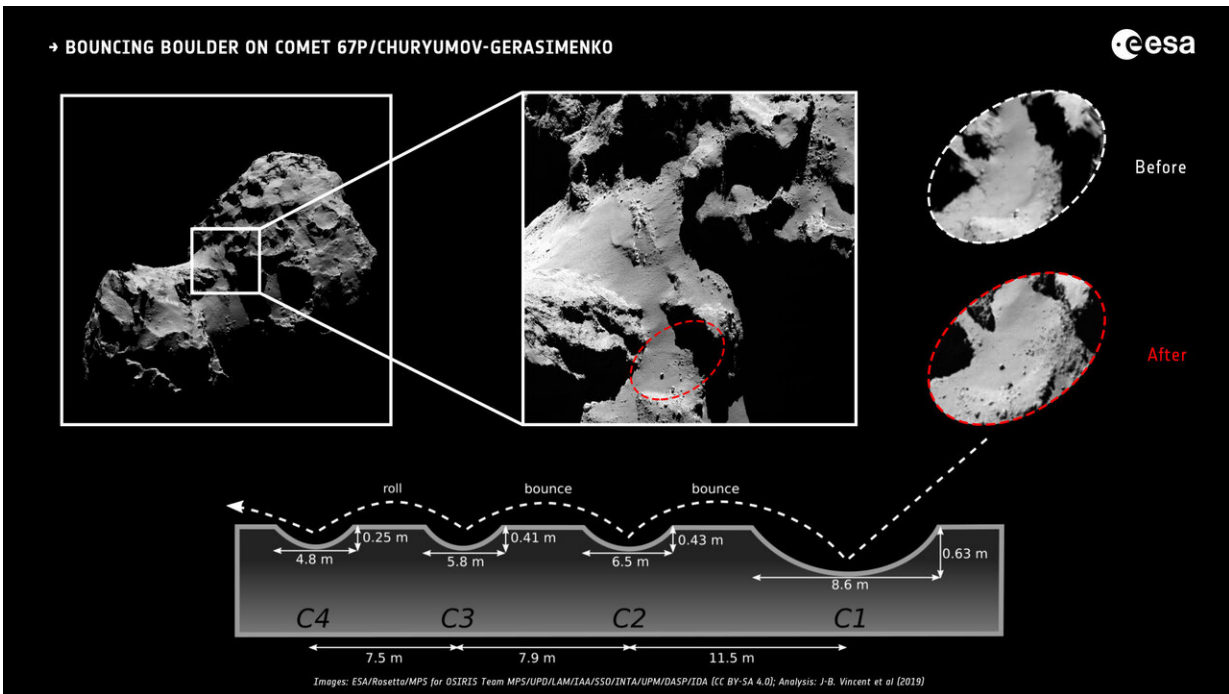 → BOUNCING BOULDER ON COMET 67P/CHURYUMOV-GERASIMENKO
esa
Before
After
roll
bounce
bounce
0.25 m
0.41 m
0.43 m
0.63 m
4.8 m
5.8 m
6.5 m
8.6 m
C4
C3
C2
C1
7.5 m
7.9 m
11.5 m
Images: ESA/Rosetta/MPS for OSIRIS Team MPS/UPD/LAM/IAA/SSO/INTA/UPM/DASP/IDA (CC BY-SA 4.0); Analysis: J-B. Vincent et al (2019)